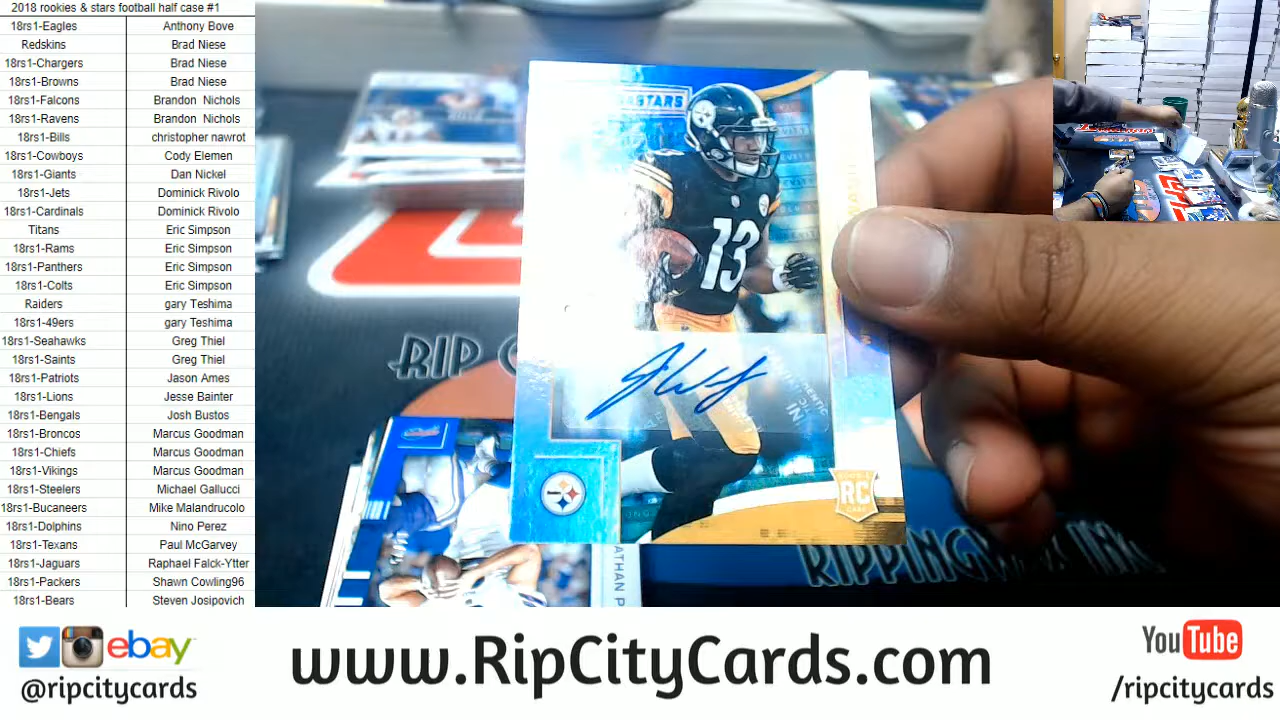 2018 rookies & stars football half case #1
18rs1-Eagles Anthony Bove
Redskins Brad Niese
18rs1-Chargers Brad Niese
18rs1-Browns Brad Niese
18rs1-Falcons Brandon Nichols
18rs1-Ravens Brandon Nichols
18rs1-Bills christopher nawrot
18rs1-Cowboys Cody Elemen
18rs1-Giants Dan Nickel
18rs1-Jets Dominick Rivolo
18rs1-Cardinals Dominick Rivolo
Titans Eric Simpson
18rs1-Rams Eric Simpson
18rs1-Panthers Eric Simpson
18rs1-Colts Eric Simpson
Raiders gary Teshima
18rs1-49ers gary Teshima
18rs1-Seahawks Greg Thiel
18rs1-Saints Greg Thiel
18rs1-Patriots Jason Ames
18rs1-Lions Jesse Bainter
18rs1-Bengals Josh Bustos
18rs1-Broncos Marcus Goodman
18rs1-Chiefs Marcus Goodman
18rs1-Vikings Marcus Goodman
18rs1-Steelers Michael Gallucci
18rs1-Bucaneers Mike Malandrucolo
18rs1-Dolphins Nino Perez
18rs1-Texans Paul McGarvey
18rs1-Jaguars Raphael Falck-Ytter
18rs1-Packers Shawn Cowling96
18rs1-Bears Steven Josipovich
STARS
13
RC
RIP
ebay
@ripcitycards
www.RipCityCards.com
YouTube
/ripcitycards